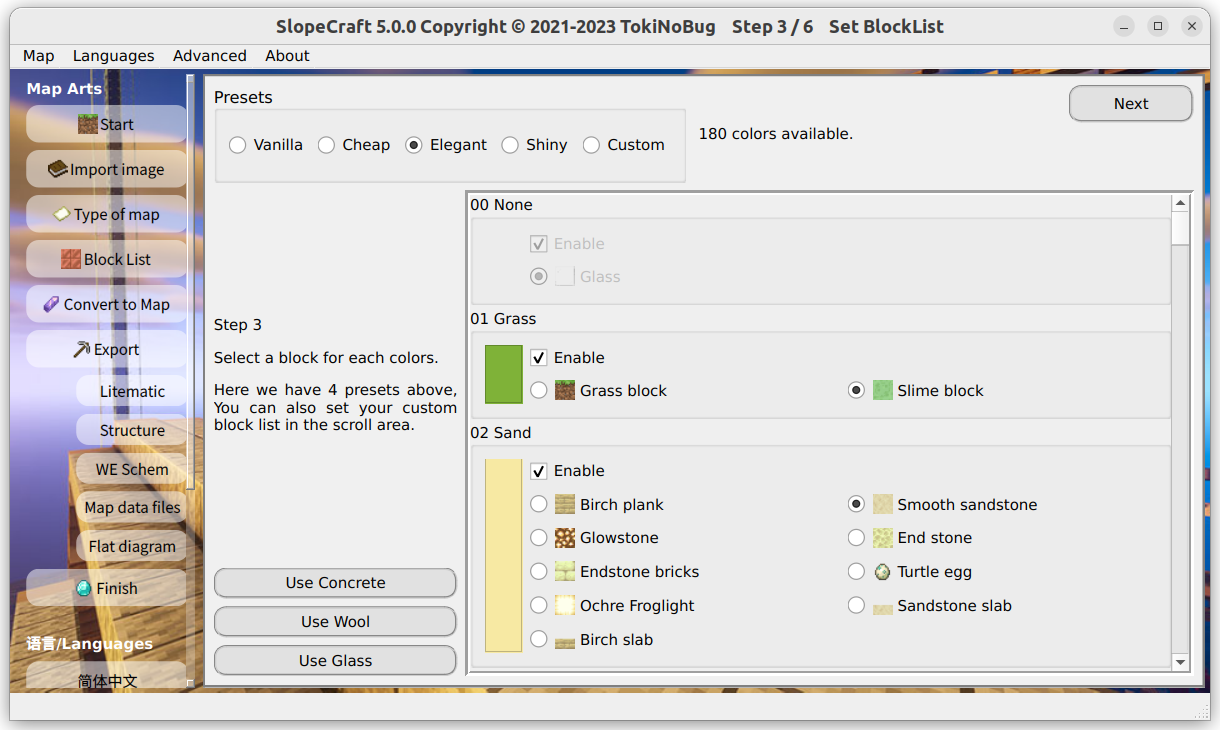 SlopeCraft 5.0.0 Copyright © 2021-2023 TokiNoBug Step 3 / 6 Set BlockList
Map Languages Advanced About
Map Arts
Start
Import image
Type of map
Block List
Convert to Map
Export
Litematic
Structure
WE Schem
Map data files
Flat diagram
Finish
语言/Languages
简体中文
Presets
Vanilla Cheap Elegant Shiny Custom
180 colors available.
Next
Step 3
Select a block for each colors.
Here we have 4 presets above,
You can also set your custom
block list in the scroll area.
Use Concrete
Use Wool
Use Glass
00 None
Enable
Glass
01 Grass
Enable
Grass block Slime block
02 Sand
Enable
Birch plank Smooth sandstone
Glowstone End stone
Endstone bricks Turtle egg
Ochre Froglight Sandstone slab
Birch slab